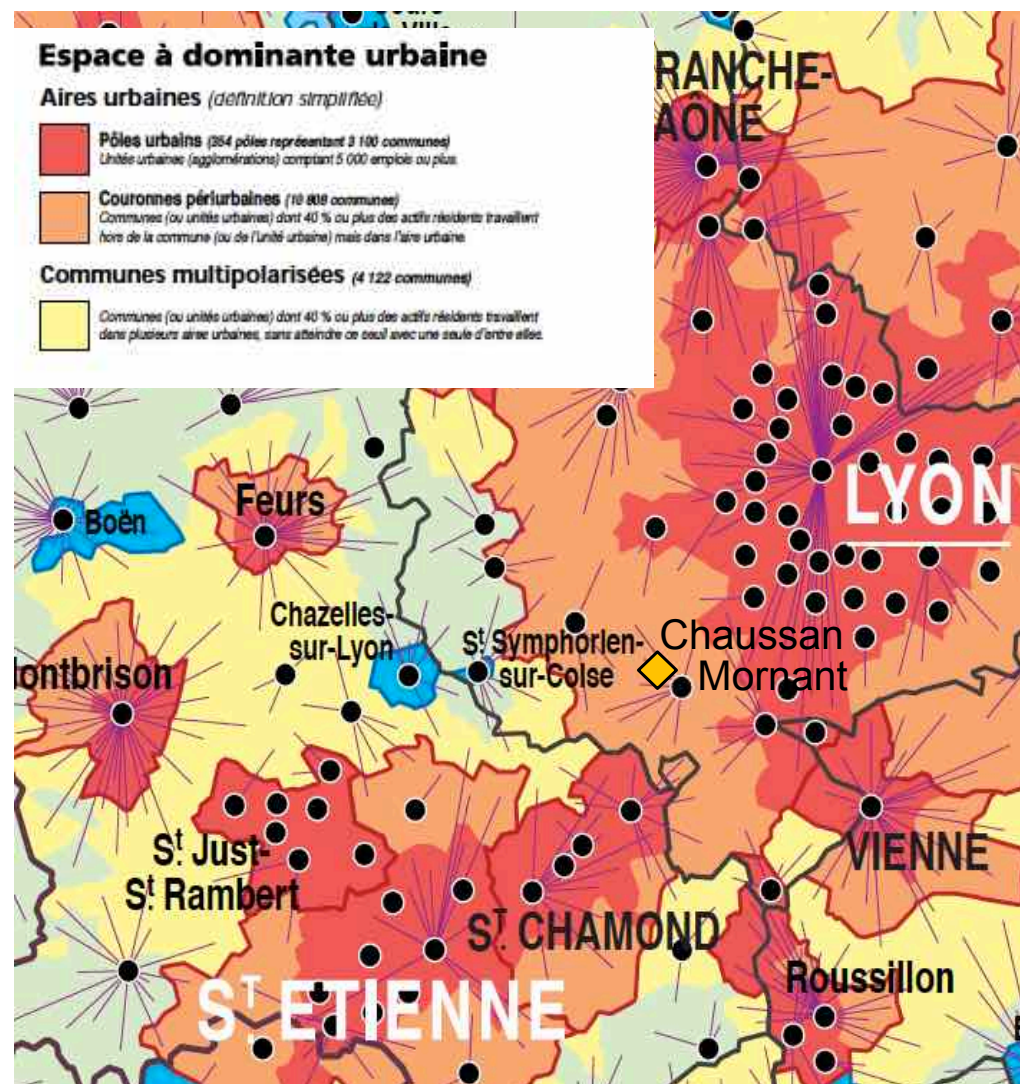 Espace à dominante urbaine
Aires urbaines (définition simplifiée)
Pôles urbains (354 pôles représentant 3 100 communes)
Unités urbaines (agglomérations) comptant 5 000 emplois ou plus.
Couronnes périurbaines (10 808 communes)
Communes (ou unités urbaines) dont 40 % ou plus des actifs résidents travaillent
hors de la commune (ou de l'unité urbaine) mais dans l'aire urbaine.
Communes multipolarisées (4 122 communes)
Communes (ou unités urbaines) dont 40 % ou plus des actifs résidents travaillent
dans plusieurs aires urbaines, sans atteindre ce seuil avec une seule d'entre elles.
RANCHE-
AÔNE
LYON
Feurs
Boën
Chazelles-
sur-Lyon
St Symphorien-
sur-Coise
Chaussan
Mornant
ontbrison
St Just-
St Rambert
VIENNE
ST CHAMOND
Roussillon
ST ETIENNE